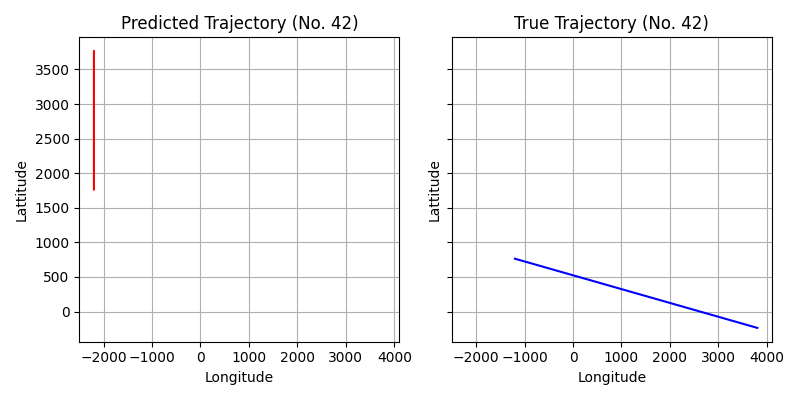 Predicted Trajectory (No. 42)
True Trajectory (No. 42)
Lattitude
3500
3000
2500
2000
1500
1000
500
0
−2000 −1000 0 1000 2000 3000 4000
Longitude
Lattitude
−2000 −1000 0 1000 2000 3000 4000
Longitude